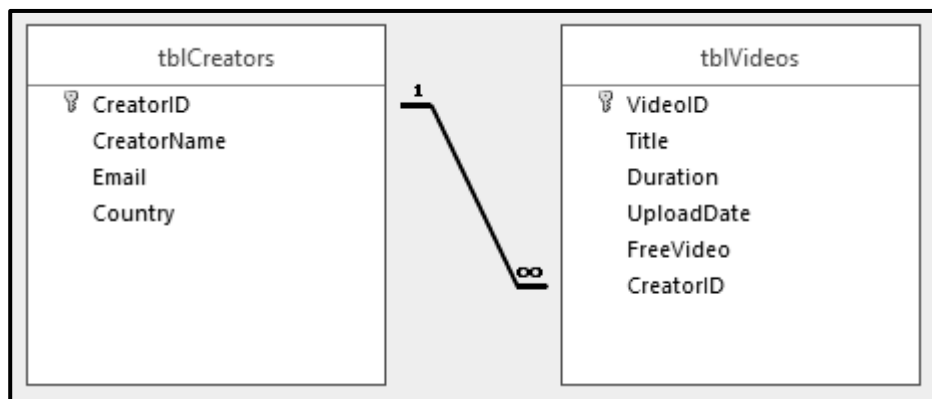 tblCreators
CreatorID
CreatorName
Email
Country
1
∞
tblVideos
VideoID
Title
Duration
UploadDate
FreeVideo
CreatorID